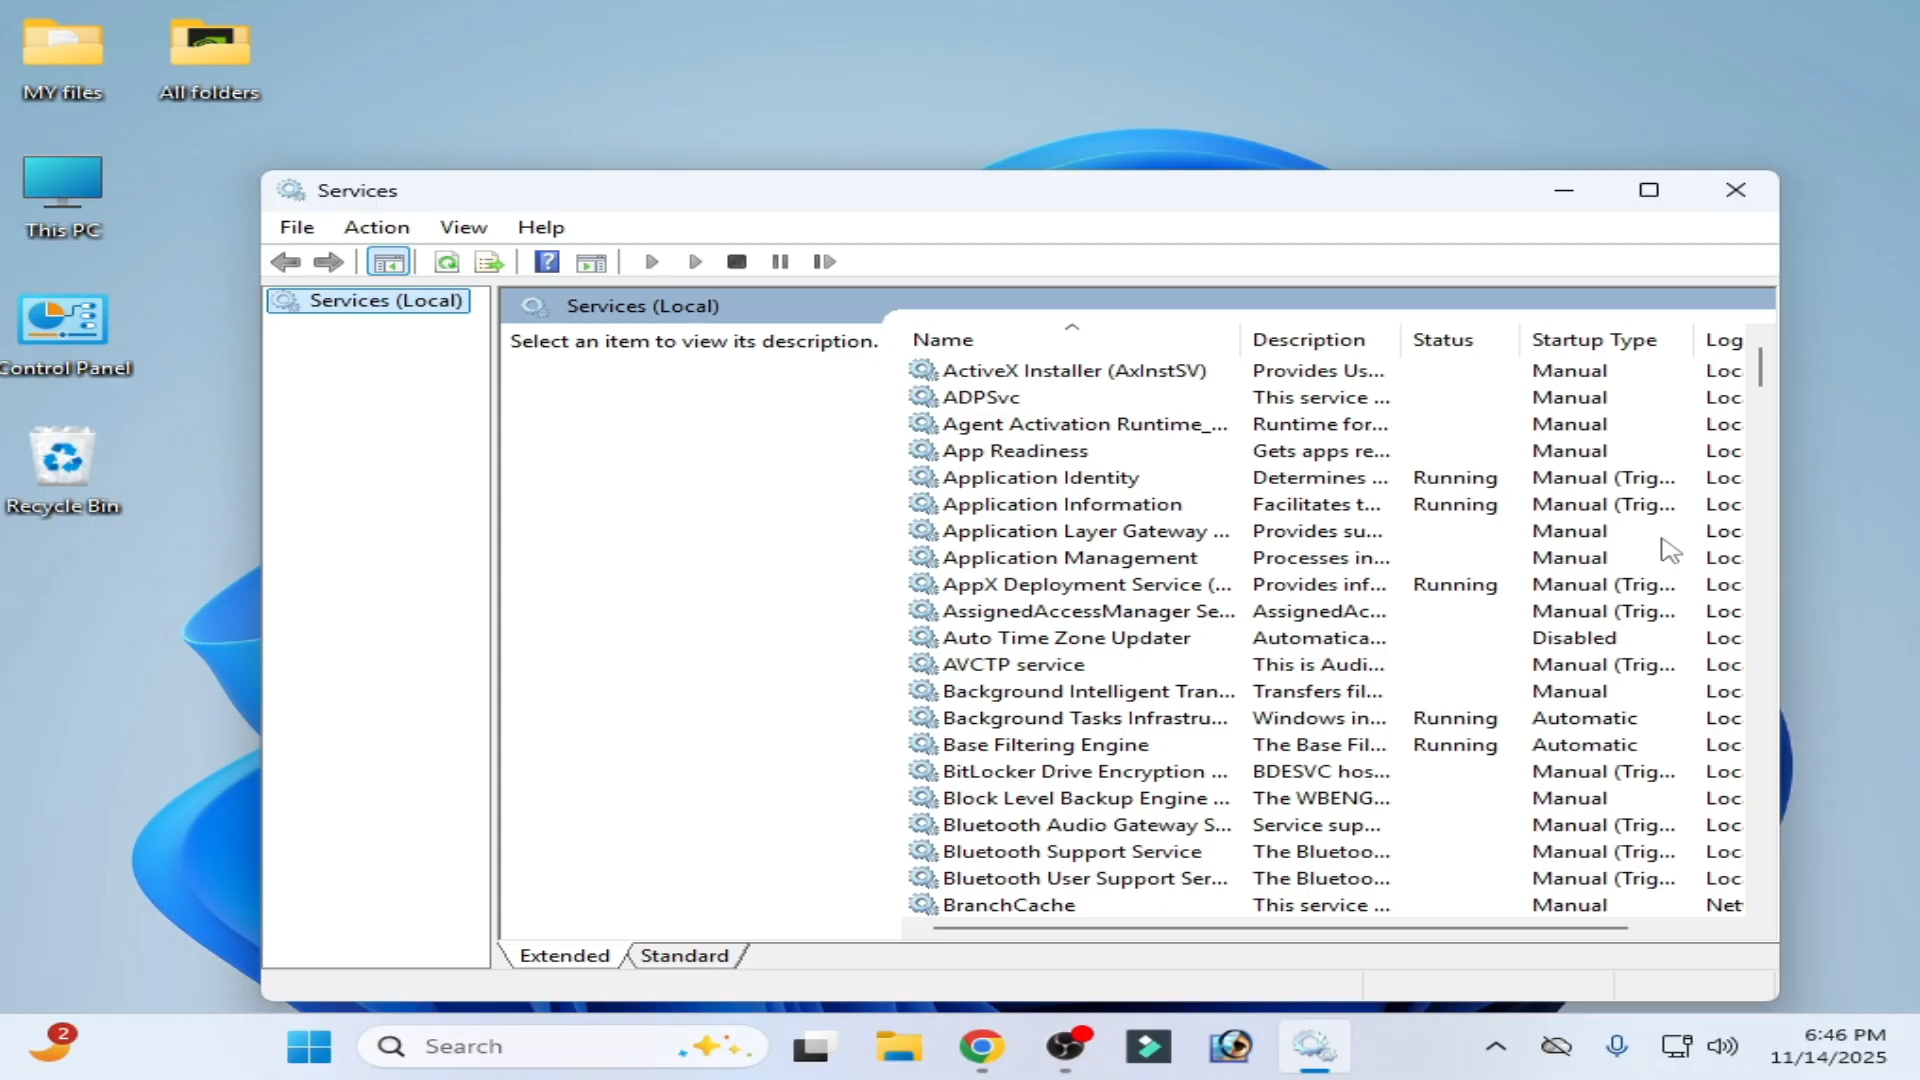 MY files
All folders
This PC
Control Panel
Recycle Bin
Services
File Action View Help
Services (Local)
Services (Local)
Select an item to view its description.
Name Description Status Startup Type Log
ActiveX Installer (AxInstSV) Provides Us... Manual Loc
ADPSvc This service ... Manual Loc
Agent Activation Runtime_... Runtime for... Manual Loc
App Readiness Gets apps re... Manual Loc
Application Identity Determines ... Running Manual (Trig... Loc
Application Information Facilitates t... Running Manual (Trig... Loc
Application Layer Gateway ... Provides su... Manual Loc
Application Management Processes in... Manual Loc
AppX Deployment Service (... Provides inf... Running Manual (Trig... Loc
AssignedAccessManager Se... AssignedAc... Manual (Trig... Loc
Auto Time Zone Updater Automatica... Disabled Loc
AVCTP service This is Audi... Manual (Trig... Loc
Background Intelligent Tran... Transfers fil... Manual Loc
Background Tasks Infrastru... Windows in... Running Automatic Loc
Base Filtering Engine The Base Fil... Running Automatic Loc
BitLocker Drive Encryption ... BDESVC hos... Manual (Trig... Loc
Block Level Backup Engine ... The WBENG... Manual Loc
Bluetooth Audio Gateway S... Service sup... Manual (Trig... Loc
Bluetooth Support Service The Bluetoo... Manual (Trig... Loc
Bluetooth User Support Ser... The Bluetoo... Manual (Trig... Loc
BranchCache This service ... Manual Net
Extended Standard
2
Search
6:46 PM
11/14/2025